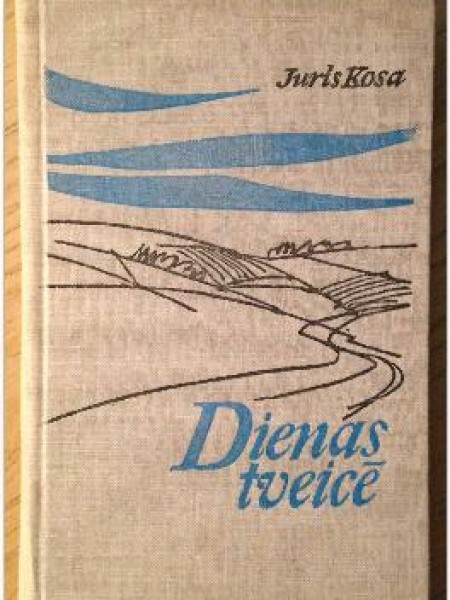 Juris Kosa
Dienas
tveicē